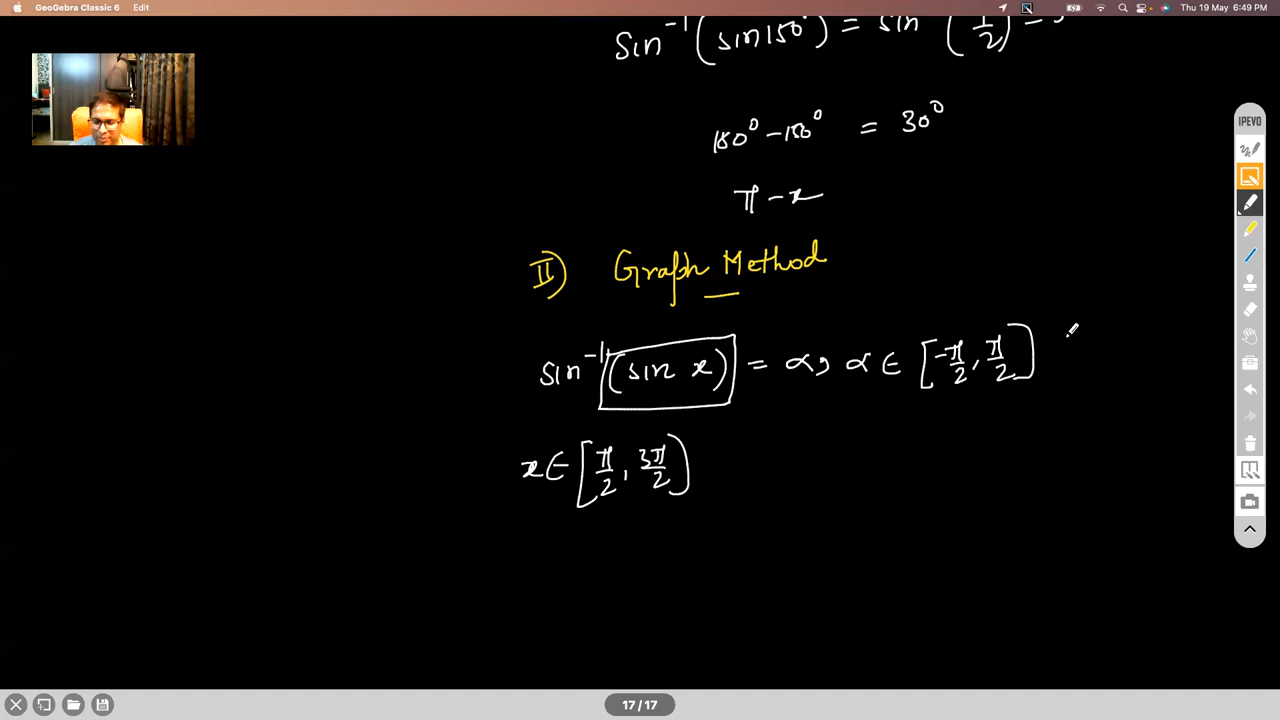 GeoGebra Classic 6 Edit Thu 19 May 6:49 PM
sin⁻¹(sin150°) = sin (1/2) =
180° - 150° = 30°
π - x
IPEVO
II) Graph Method
sin⁻¹(sin x) = α, α ∈ [-π/2, π/2]
x ∈ [π/2, 3π/2)
17/17